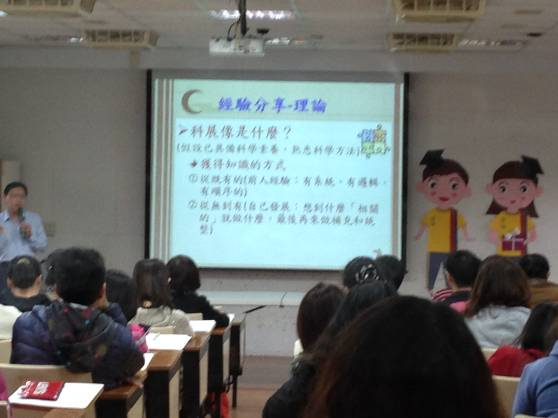 經驗分享-理論
➢科展像是什麼？
(假設已具備科學素養，熟悉科學方法)
➔獲得知識的方式
①從既有的(前人經驗：有系統、有邏輯、
有順序的)
②從無到有(自己發展：想到什麼「相關
的」就做什麼，最後再來做補充和統
整)